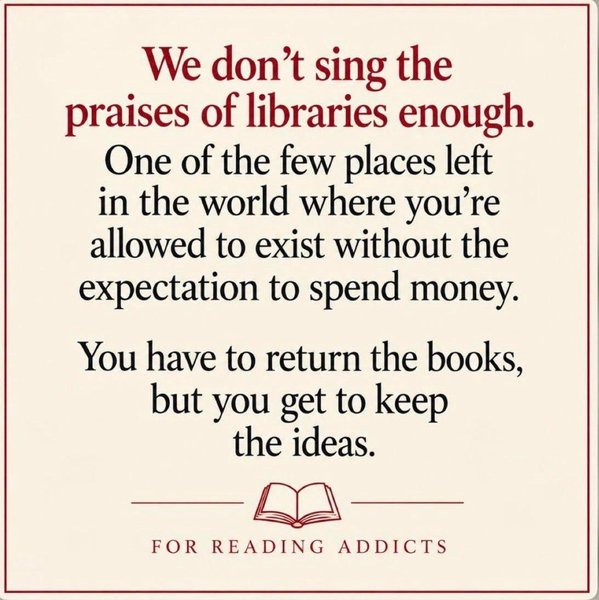 We don’t sing the
praises of libraries enough.
One of the few places left
in the world where you’re
allowed to exist without the
expectation to spend money.
You have to return the books,
but you get to keep
the ideas.
FOR READING ADDICTS